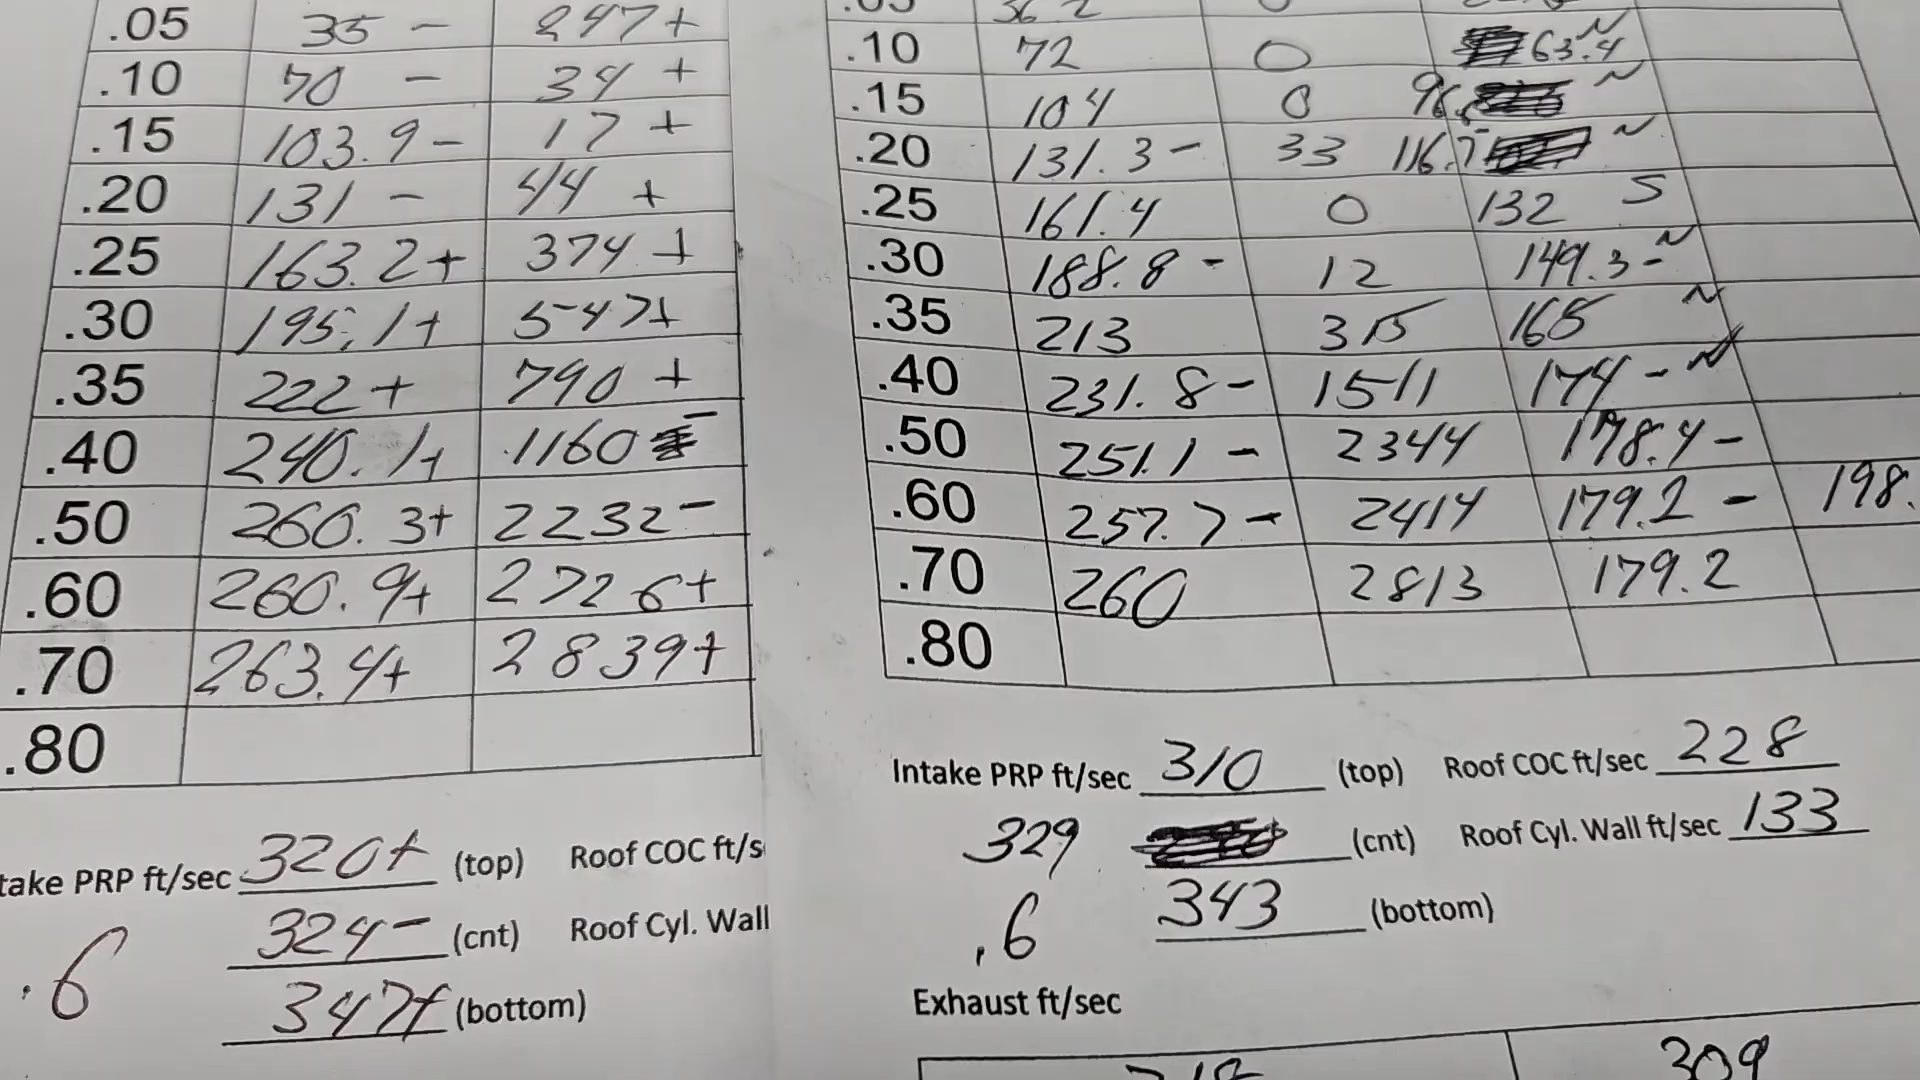 .05 35 - 247+
.10 70 - 34 +
.15 103.9 - 17 +
.20 131 - 44 +
.25 163.2+ 374 +
.30 195.1+ 547+
.35 222+ 790 +
.40 240.1+ 1160 -
.50 260.3+ 2232-
.60 260.9+ 2726+
.70 263.4+ 2839+
.80
take PRP ft/sec 320+ (top) Roof COC ft/s
324- (cnt) Roof Cyl. Wall
.6 347+ (bottom)
.05 36.2 0
.10 72 0 63.4 N
.15 104 0 N
.20 131.3 - 33 116.7 N
.25 161.4 0 132 S
.30 188.8 - 12 149.3 - N
.35 213 315 165 N
.40 231.8 - 1511 174 - N
.50 251.1 - 2344 178.4 -
.60 257.7 - 2414 179.2 - 198.
.70 260 2813 179.2
.80
Intake PRP ft/sec 310 (top) Roof COC ft/sec 228
329 (cnt) Roof Cyl. Wall ft/sec 133
.6 343 (bottom)
Exhaust ft/sec
309